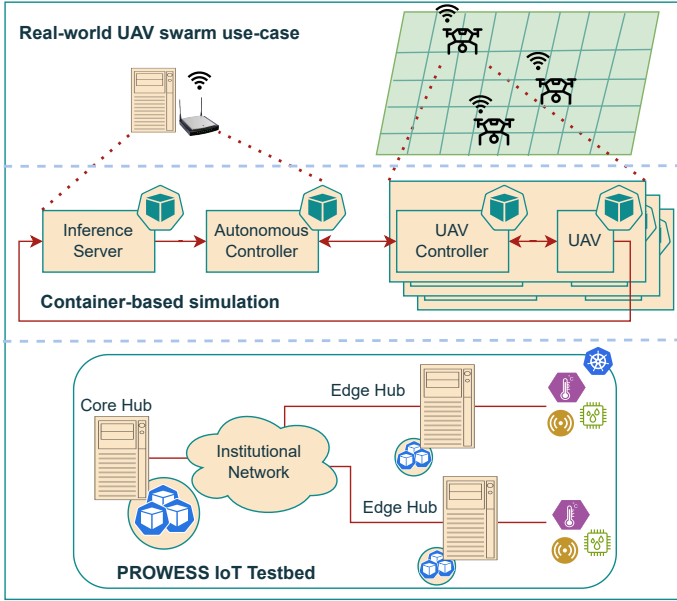 Real-world UAV swarm use-case
Inference
Server
Autonomous
Controller
UAV
Controller
UAV
Container-based simulation
Core Hub
Institutional
Network
Edge Hub
Edge Hub
PROWESS IoT Testbed